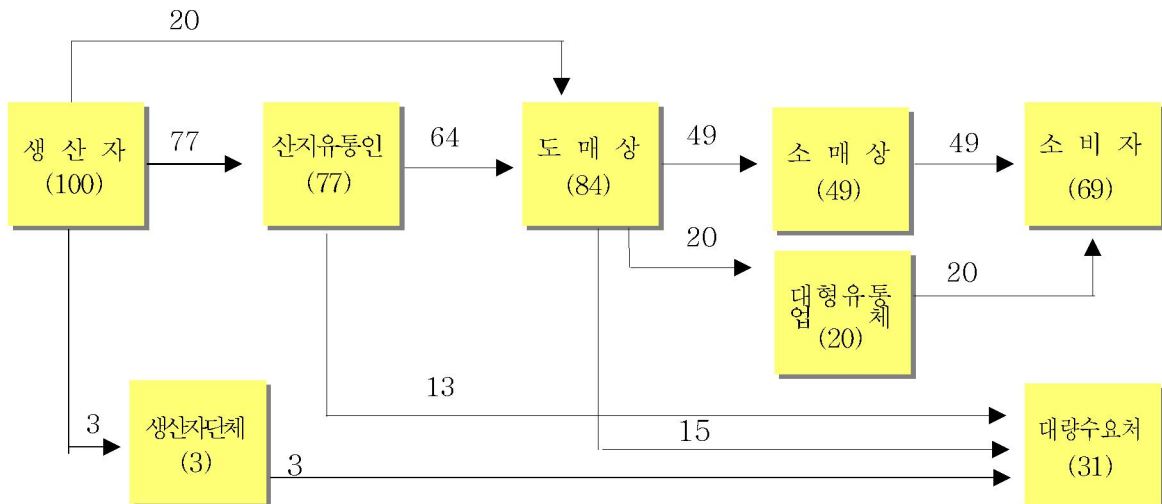 20
생 산 자
(100)
77
산지유통인
(77)
64
도 매 상
(84)
49
소 매 상
(49)
49
소 비 자
(69)
20
대형유통
업 체
(20)
20
13
15
3
생산자단체
(3)
3
대량수요처
(31)